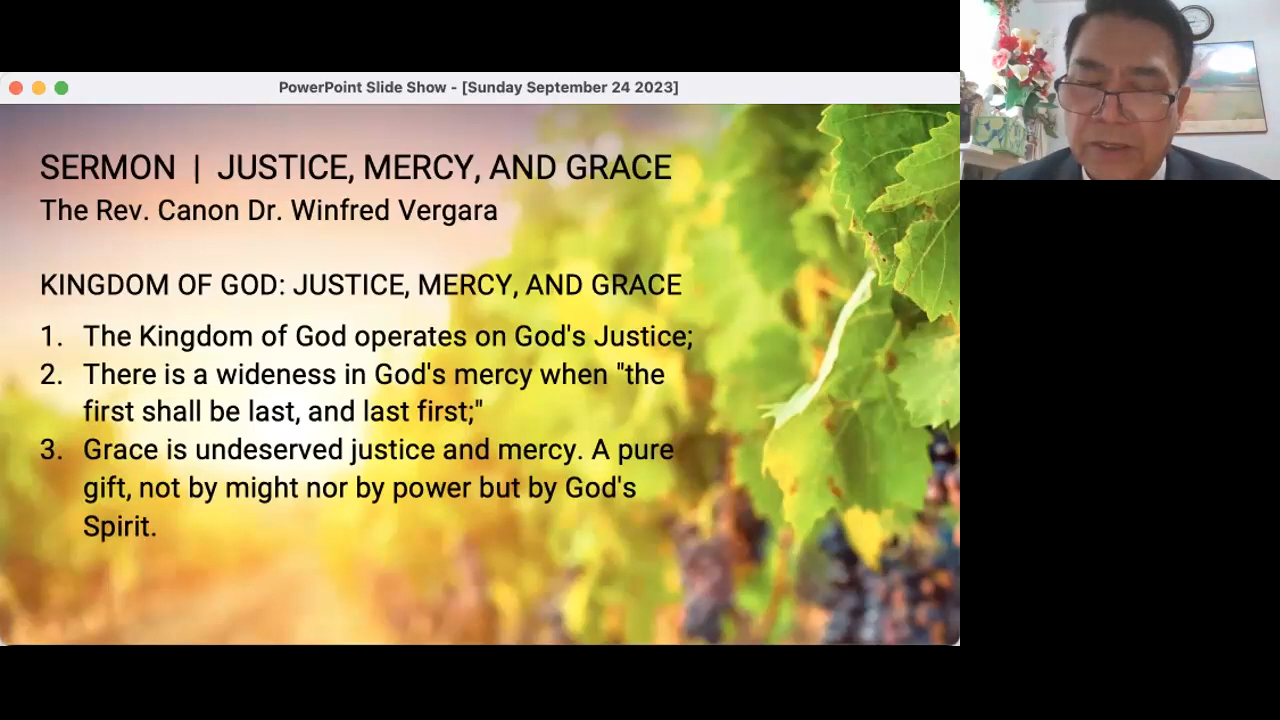 PowerPoint Slide Show - [Sunday September 24 2023]
SERMON | JUSTICE, MERCY, AND GRACE
The Rev. Canon Dr. Winfred Vergara
KINGDOM OF GOD: JUSTICE, MERCY, AND GRACE
1. The Kingdom of God operates on God's Justice;
2. There is a wideness in God's mercy when "the
first shall be last, and last first;"
3. Grace is undeserved justice and mercy. A pure
gift, not by might nor by power but by God's
Spirit.